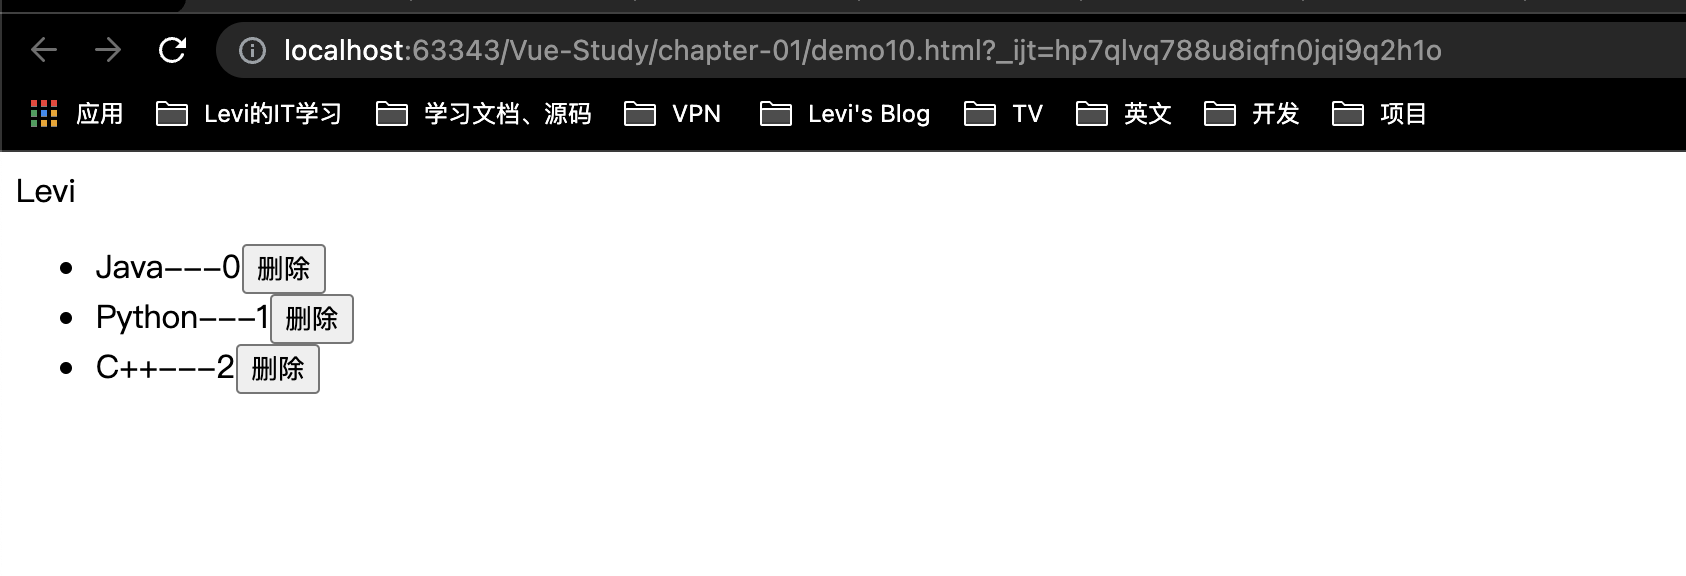 localhost:63343/Vue-Study/chapter-01/demo10.html?_ijt=hp7qlvq788u8iqfn0jqi9q2h1o
应用 Levi的IT学习 学习文档、源码 VPN Levi's Blog TV 英文 开发 项目
Levi
Java---0 删除
Python---1 删除
C++---2 删除